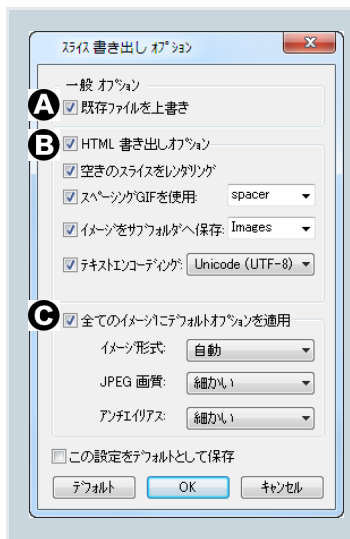 スライス 書き出し オプション
一般 オプション
A 既存ファイルを上書き
B HTML 書き出しオプション
空きのスライスをレンダリング
スペーシングGIFを使用: spacer
イメージをサブフォルダへ保存: Images
テキストエンコーディング: Unicode (UTF-8)
C 全てのイメージにデフォルトオプションを適用
イメージ形式: 自動
JPEG 画質: 細かい
アンチエイリアス: 細かい
この設定をデフォルトとして保存
デフォルト OK キャンセル